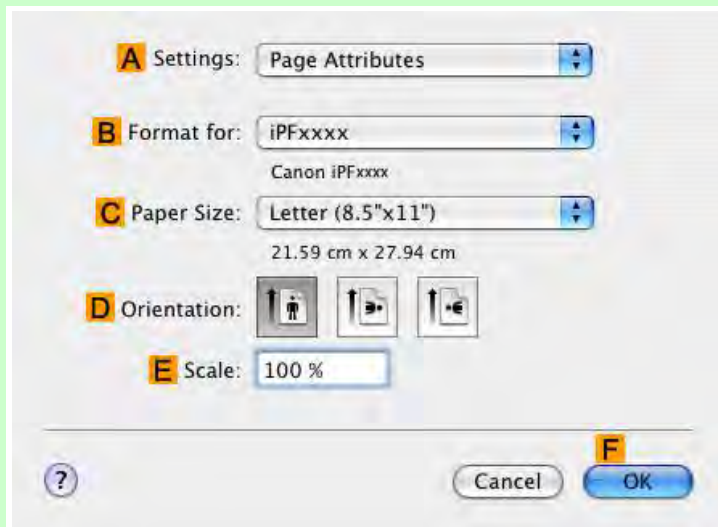 A Settings: Page Attributes
B Format for: iPFxxxx
Canon iPFxxxx
C Paper Size: Letter (8.5"x11")
21.59 cm x 27.94 cm
D Orientation:
E Scale: 100 %
F
? Cancel OK